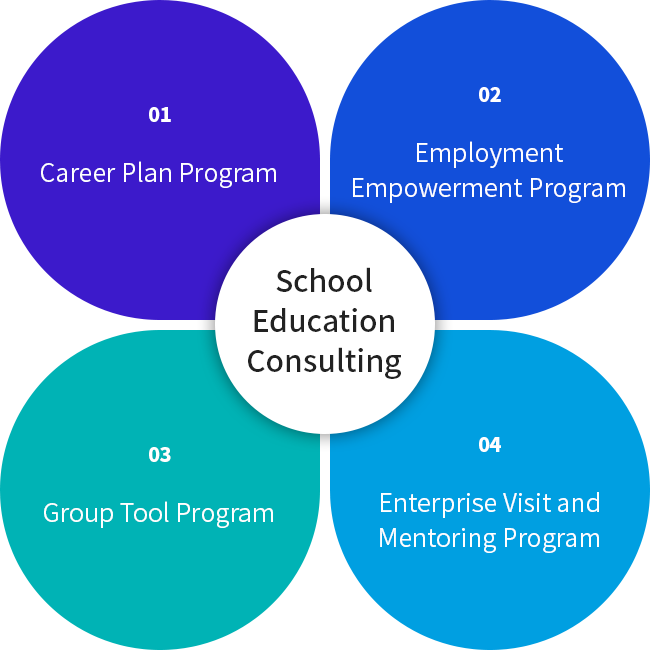 01
Career Plan Program
02
Employment
Empowerment Program
School
Education
Consulting
03
Group Tool Program
04
Enterprise Visit and
Mentoring Program